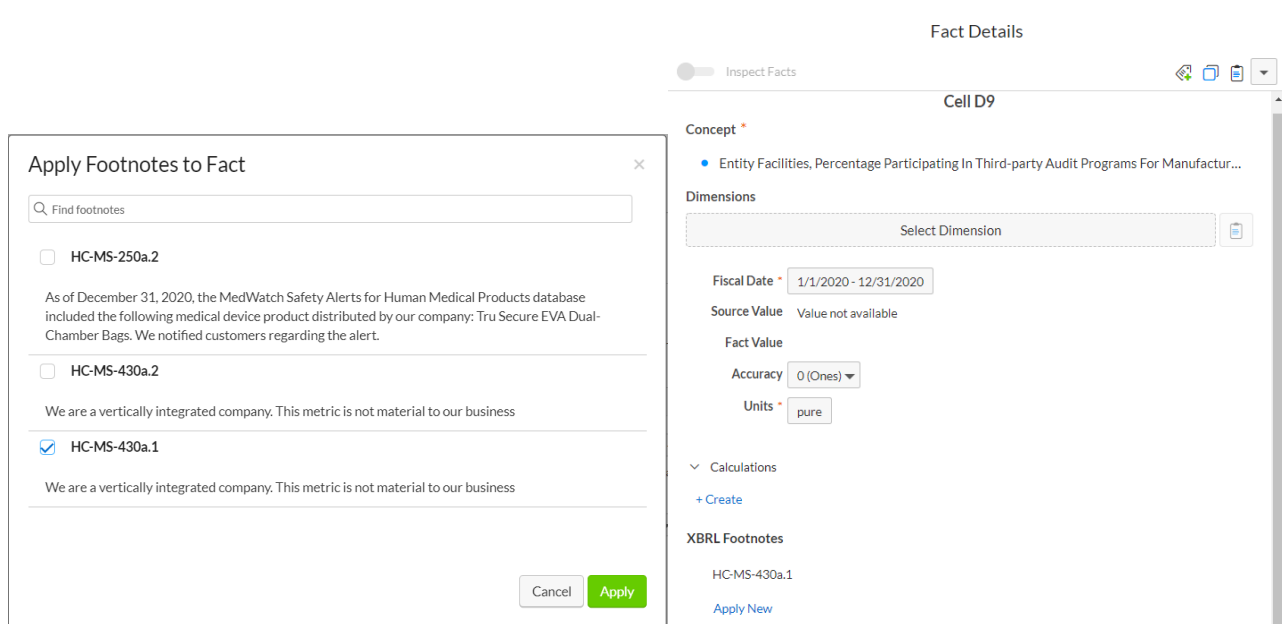 Apply Footnotes to Fact
×
Find footnotes
HC-MS-250a.2
As of December 31, 2020, the MedWatch Safety Alerts for Human Medical Products database
included the following medical device product distributed by our company: Tru Secure EVA Dual-
Chamber Bags. We notified customers regarding the alert.
HC-MS-430a.2
We are a vertically integrated company. This metric is not material to our business
HC-MS-430a.1
We are a vertically integrated company. This metric is not material to our business
Cancel Apply
Fact Details
Inspect Facts
Cell D9
Concept *
Entity Facilities, Percentage Participating In Third-party Audit Programs For Manufactur...
Dimensions
Select Dimension
Fiscal Date * 1/1/2020 - 12/31/2020
Source Value Value not available
Fact Value
Accuracy 0 (Ones)
Units * pure
Calculations
+ Create
XBRL Footnotes
HC-MS-430a.1
Apply New